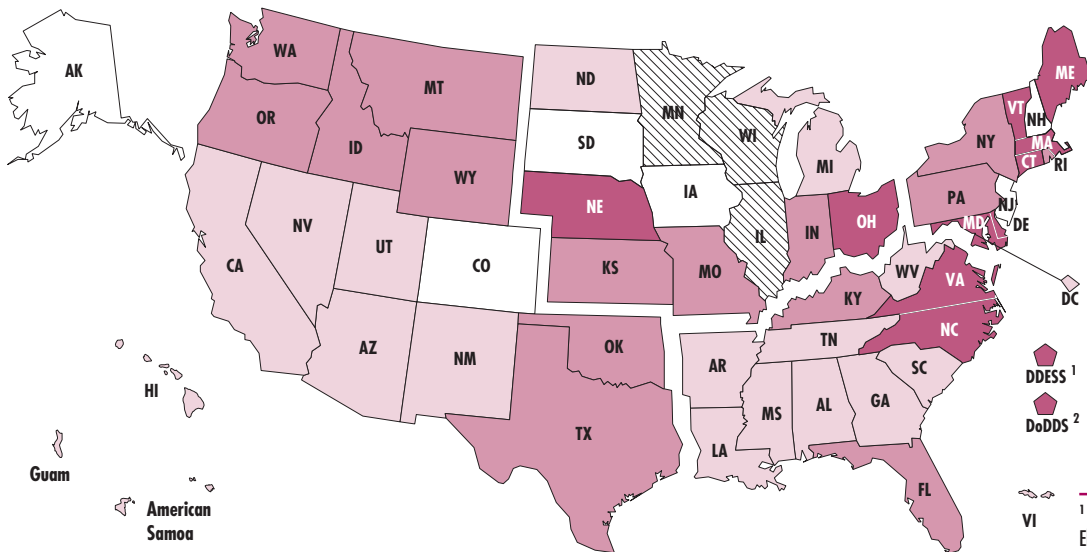 AK
WA
MT
ND
MN
ME
VT
NH
OR
ID
SD
WI
MI
NY
MA
CT
RI
WY
IA
PA
NJ
NE
OH
MD
DE
NV
UT
IL
IN
CA
CO
KS
MO
WV
VA
KY
DC
NC
AZ
NM
OK
AR
TN
SC
DDESS 1
HI
MS
AL
GA
DoDDS 2
TX
LA
Guam
FL
American
Samoa
VI
1
E